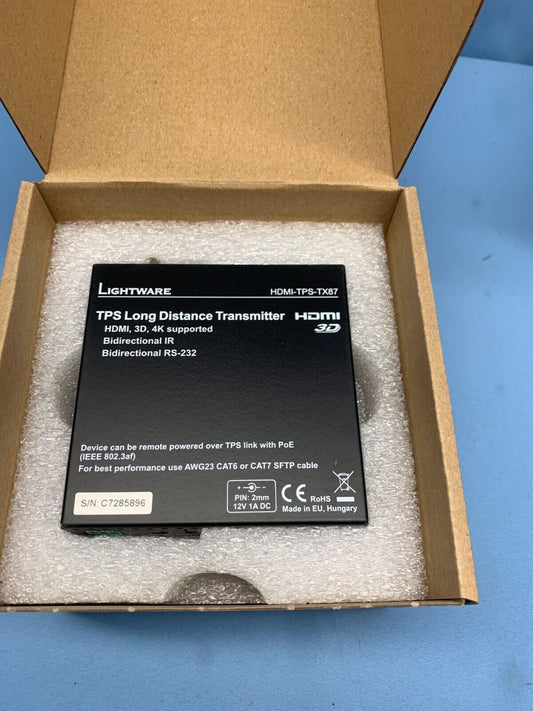 LIGHTWARE
HDMI-TPS-TX87
TPS Long Distance Transmitter HDMI
3D
HDMI, 3D, 4K supported
Bidirectional IR
Bidirectional RS-232
Device can be remote powered over TPS link with PoE
(IEEE 802.3af)
For best performance use AWG23 CAT6 or CAT7 SFTP cable
S/N: C7285896
PIN: 2mm
12V 1A DC
CE RoHS
Made in EU, Hungary